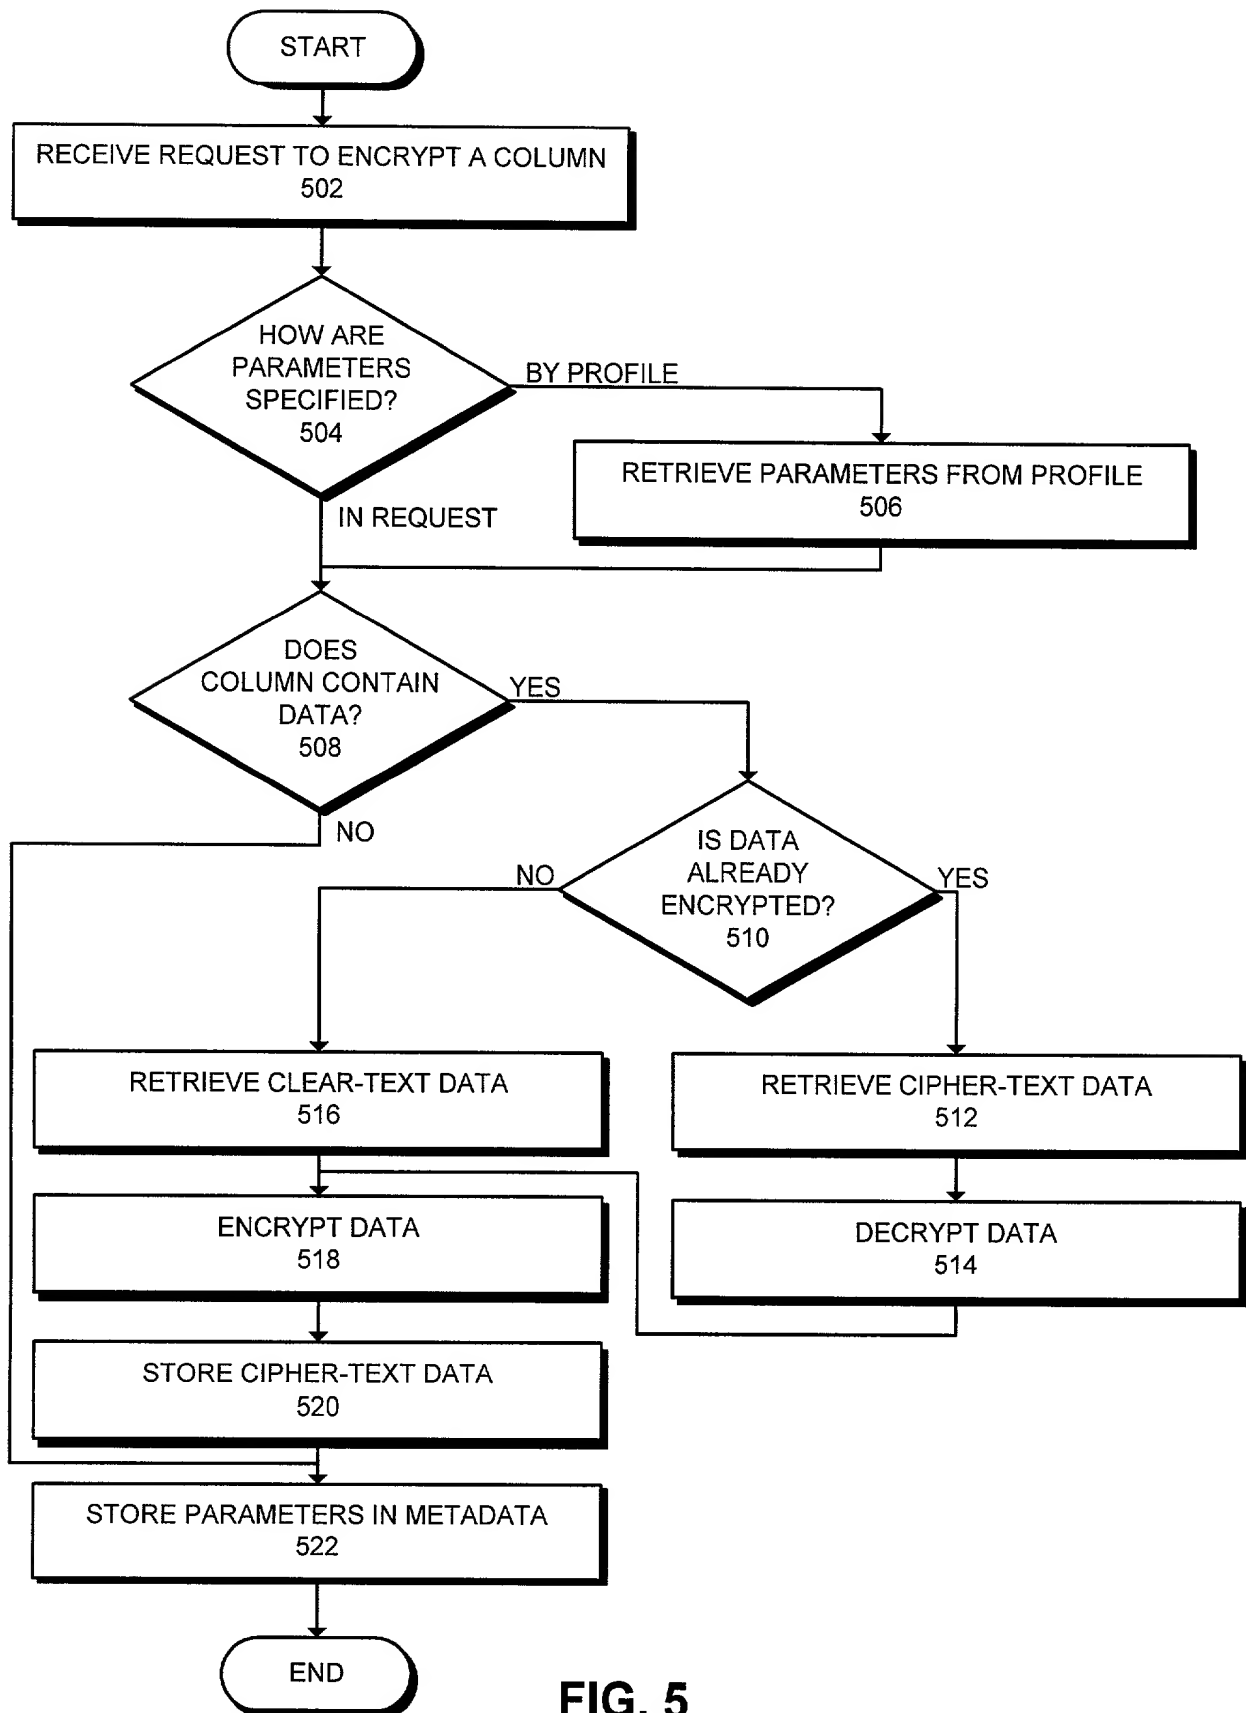 START
RECEIVE REQUEST TO ENCRYPT A COLUMN
502
HOW ARE
PARAMETERS
SPECIFIED?
504
BY PROFILE
RETRIEVE PARAMETERS FROM PROFILE
506
IN REQUEST
DOES
COLUMN CONTAIN
DATA?
508
YES
NO
IS DATA
ALREADY
ENCRYPTED?
510
NO
YES
RETRIEVE CLEAR-TEXT DATA
516
RETRIEVE CIPHER-TEXT DATA
512
ENCRYPT DATA
518
DECRYPT DATA
514
STORE CIPHER-TEXT DATA
520
STORE PARAMETERS IN METADATA
522
END
FIG. 5